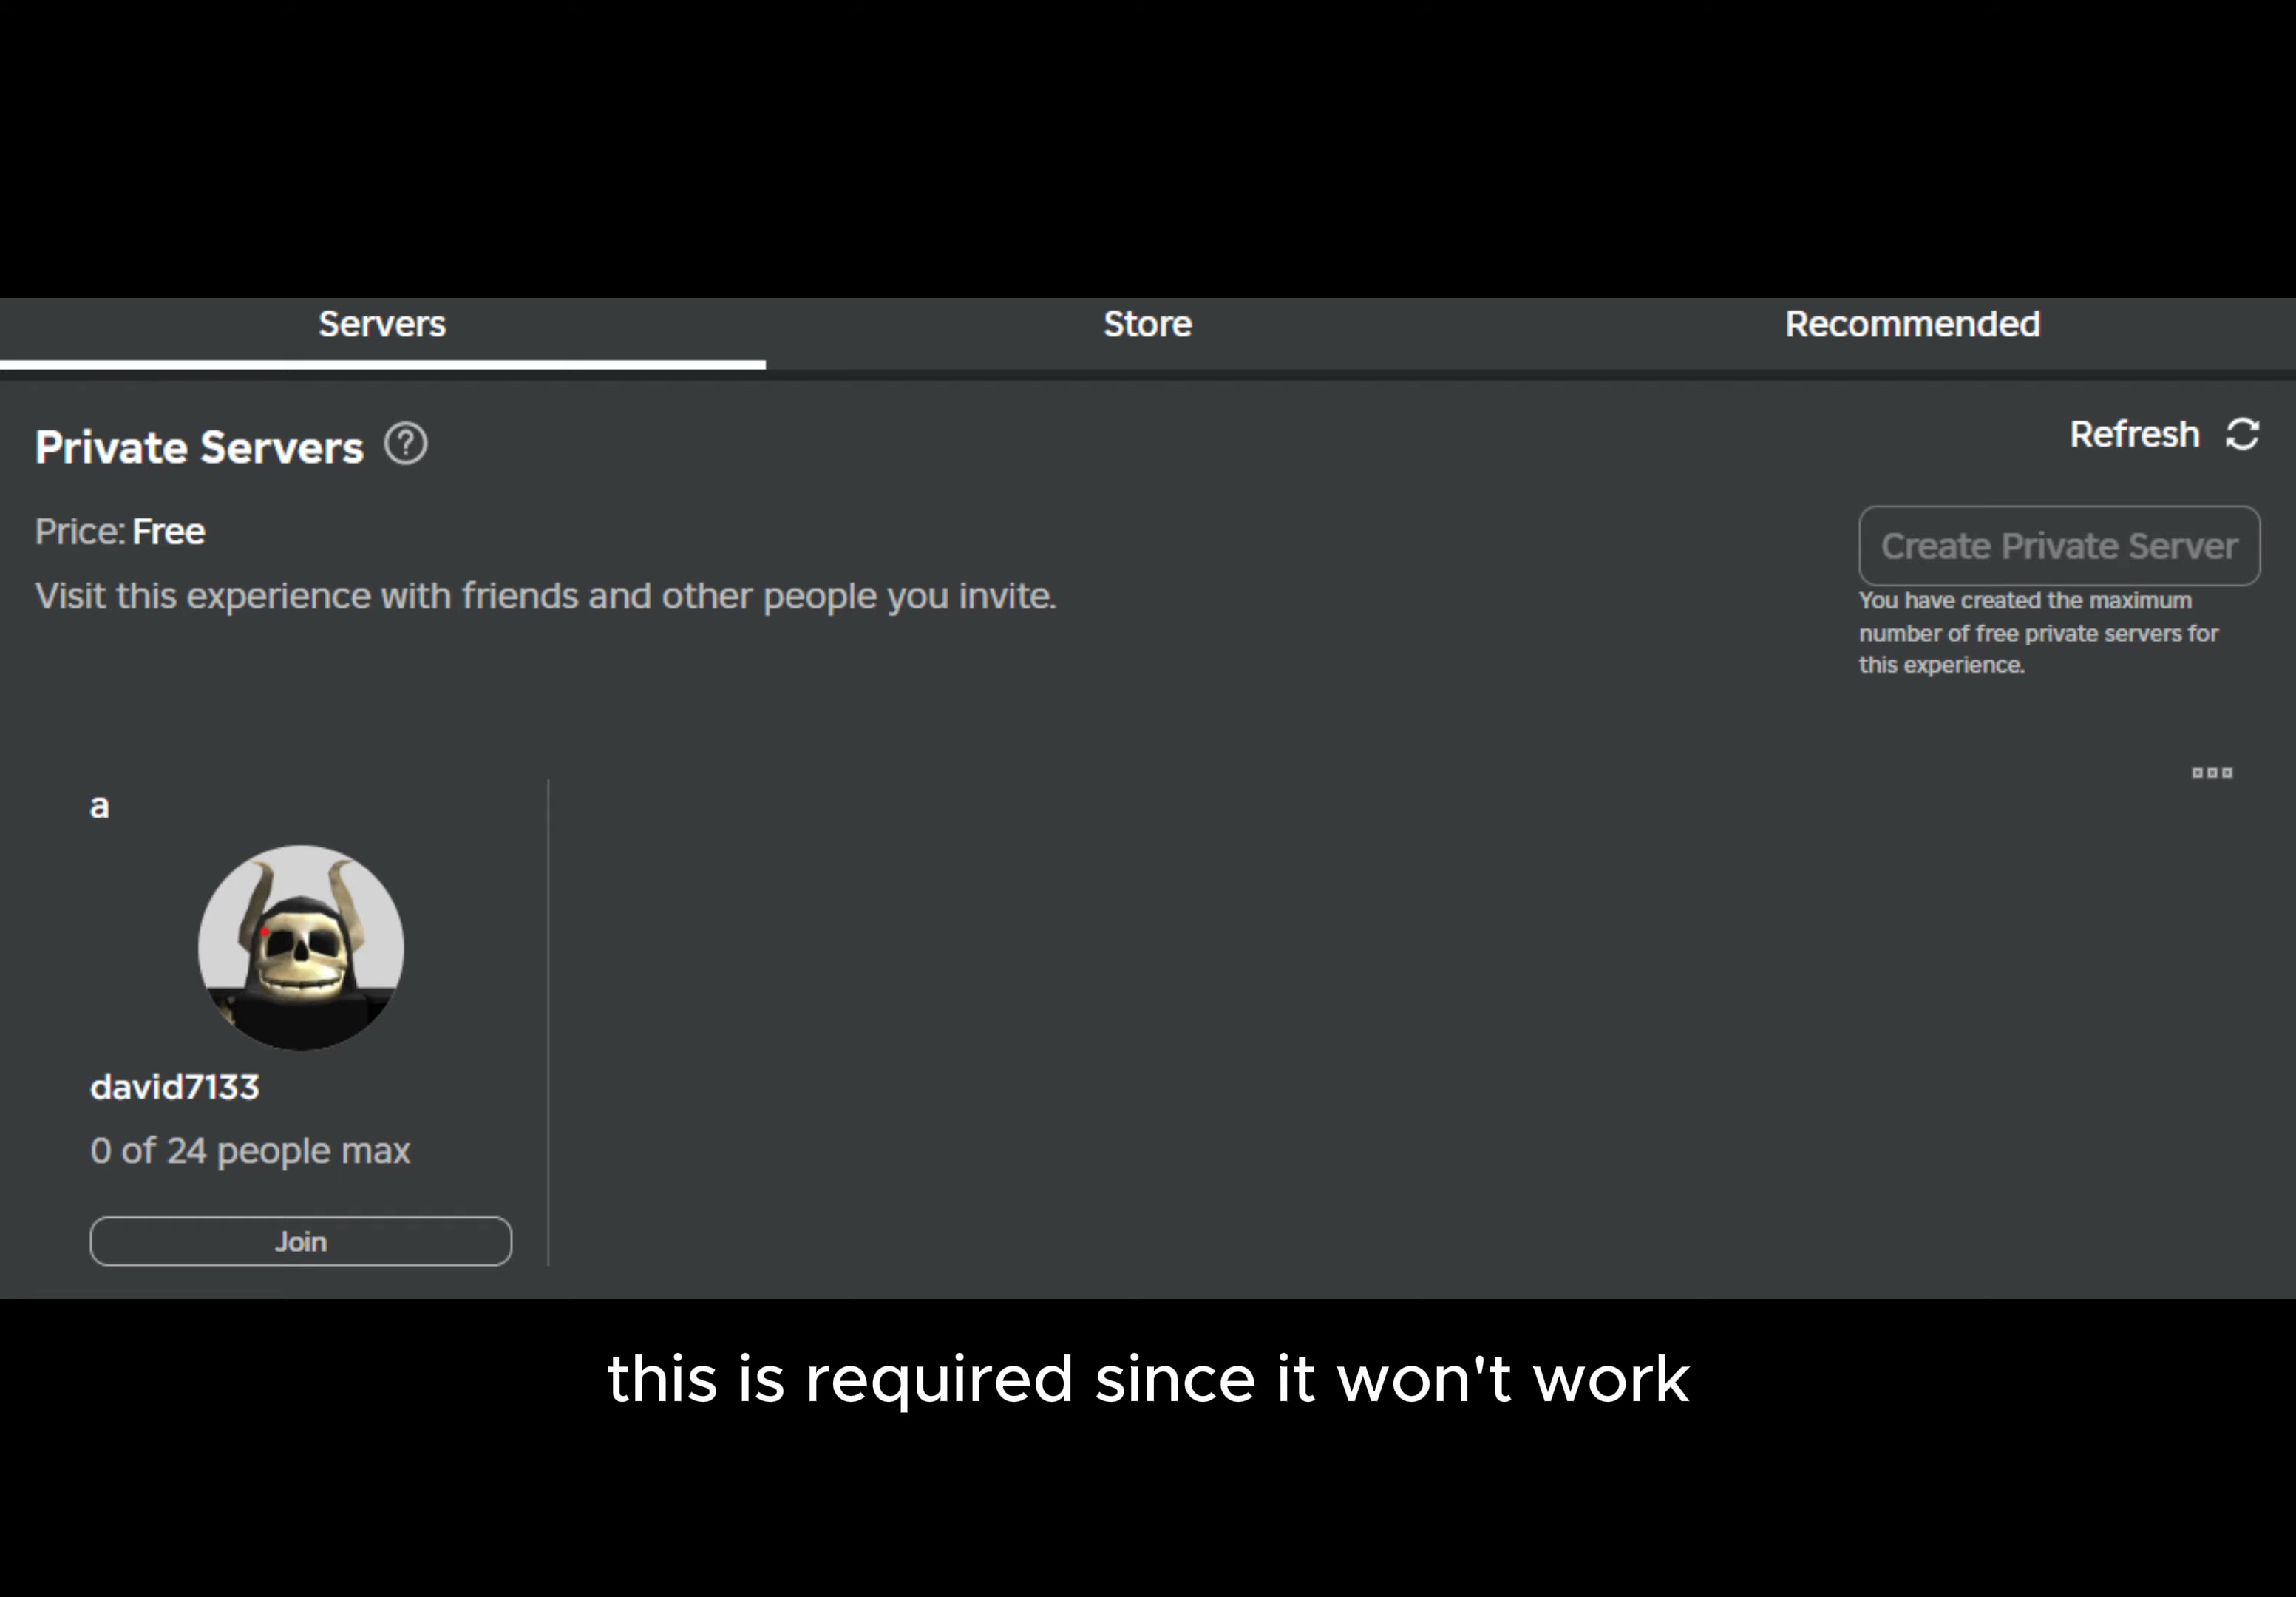 Servers
Store
Recommended
Private Servers
Refresh
Price: Free
Visit this experience with friends and other people you invite.
Create Private Server
You have created the maximum
number of free private servers for
this experience.
a
david7133
0 of 24 people max
Join
this is required since it won't work